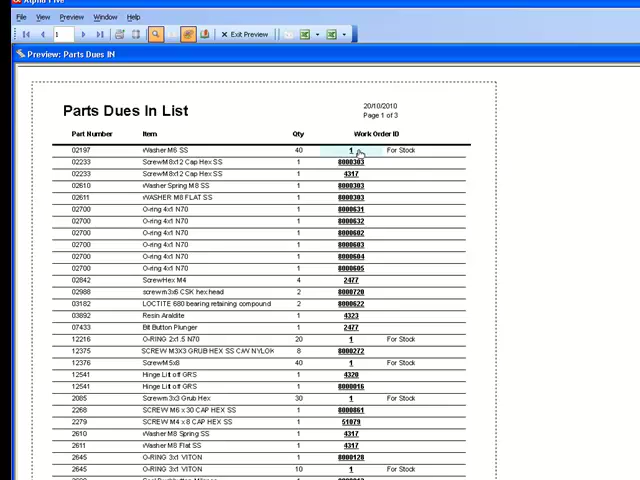 Alpha Five
File View Preview Window Help
1 Exit Preview
Preview: Parts Dues IN
Parts Dues In List
20/10/2010
Page 1 of 3
Part Number Item Qty Work Order ID
02197 Washer M6 SS 40 1 For Stock
02233 ScrewM8x12 Cap Hex SS 1 8000303
02233 ScrewM8x12 Cap Hex SS 1 4317
02610 Washer Spring M8 SS 1 8000303
02611 WASHER M8 FLAT SS 1 8000303
02700 O-ring 4x1 N70 1 8000631
02700 O-ring 4x1 N70 1 8000632
02700 O-ring 4x1 N70 1 8000602
02700 O-ring 4x1 N70 1 8000603
02700 O-ring 4x1 N70 1 8000604
02700 O-ring 4x1 N70 1 8000605
02842 ScrewHex M4 4 2477
02988 screw m3x6 CSK hex head 2 8000720
03182 LOCTITE 680 bearing retaining compound 2 8000622
03892 Resin Araldite 1 4323
07433 Bit Button Plunger 1 2477
12216 O-RING 2x1.5 N70 20 1 For Stock
12375 SCREW M3X3 GRUB HEX SS C/W NYLOK 8 8000272
12376 ScrewM5x8 40 1 For Stock
12541 Hinge Lift off GRS 1 4320
12541 Hinge Lift off GRS 1 8000016
2085 Screw m3x3 Grub Hex 30 1 For Stock
2268 SCREW M6 x 30 CAP HEX SS 1 8000861
2279 SCREW M4 x 8 CAP HEX SS 1 51079
2610 Washer M8 Spring SS 1 4317
2611 Washer M8 Flat SS 1 4317
2645 O-RING 3x1 VITON 1 8000128
2645 O-RING 3x1 VITON 10 1 For Stock